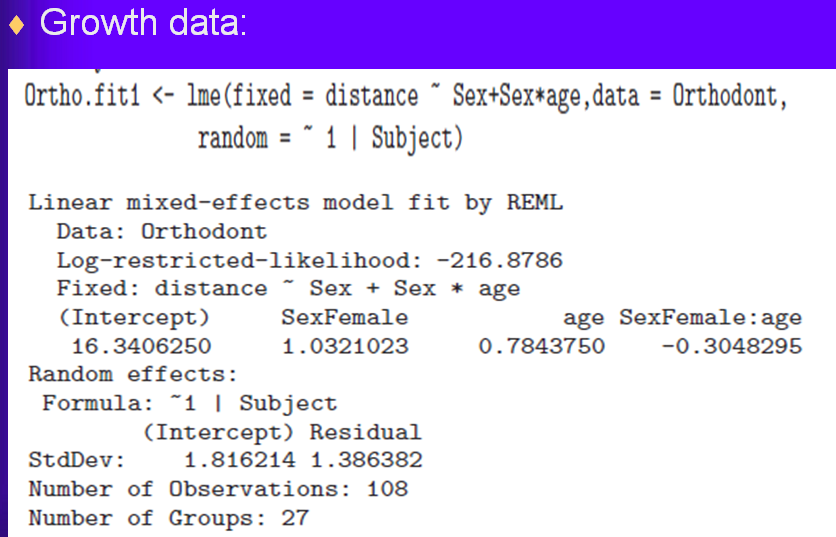 Growth data:
Ortho.fit1 <- lme(fixed = distance ~ Sex+Sex*age,data = Orthodont,
random = ~ 1 | Subject)
Linear mixed-effects model fit by REML
Data: Orthodont
Log-restricted-likelihood: -216.8786
Fixed: distance ~ Sex + Sex * age
(Intercept) SexFemale age SexFemale:age
16.3406250 1.0321023 0.7843750 -0.3048295
Random effects:
Formula: ~1 | Subject
(Intercept) Residual
StdDev: 1.816214 1.386382
Number of Observations: 108
Number of Groups: 27